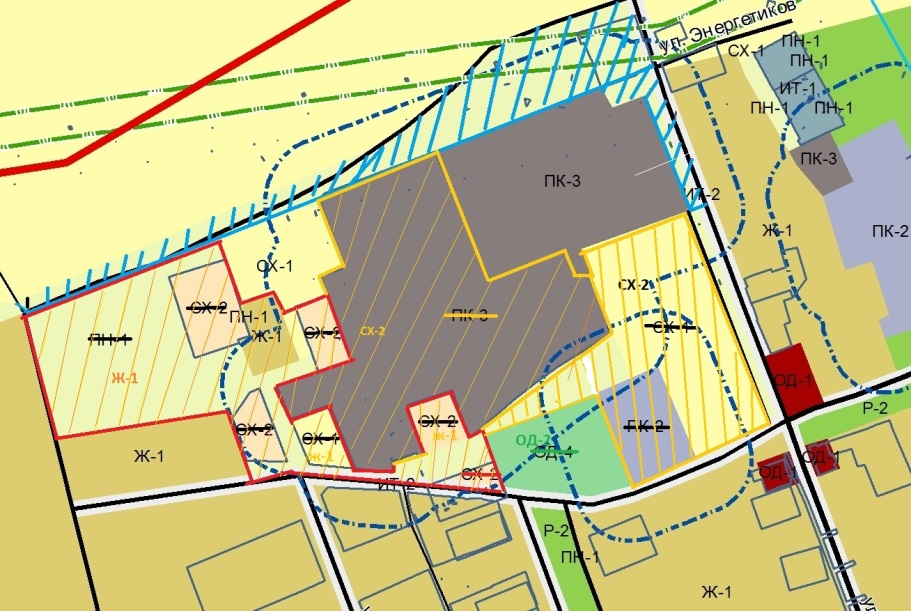 ул. Энергетиков
СХ-1
ПН-1
ПН-1
ИТ-1
ПН-1
ПН-1
ПК-3
ПК-3
ИТ-2
Ж-1
ПК-2
СХ-1
СХ-2
СХ-2
ПН-1
ПК-3
СХ-1
ПН-1
Ж-1
СХ-2
СХ-2
Ж-1
ОД-1
Р-2
СХ-2
СХ-2
Ж-1
ПК-2
СХ-1
Ж-1
ОД-2
ОД-4
Ж-1
ОД-1
ОД-1
СХ-2
ИТ-2
Р-2
ПН-1
Ж-1